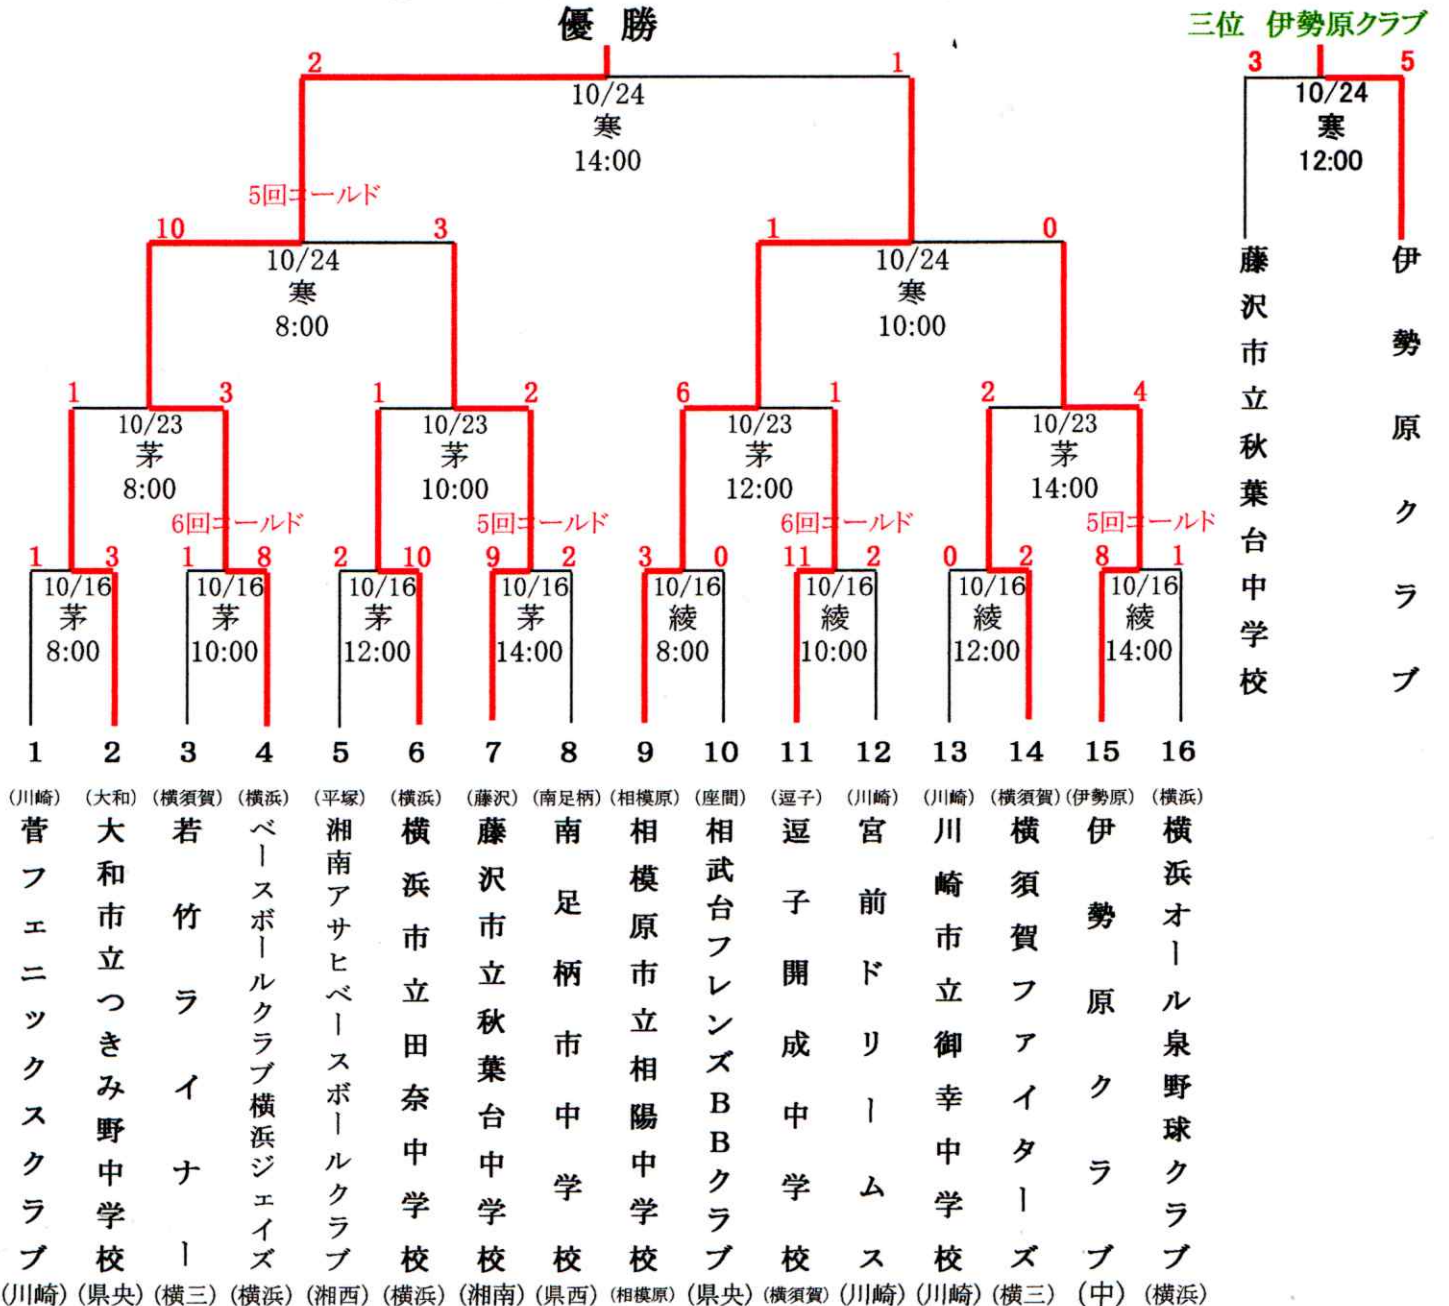 優 勝
三位 伊勢原クラブ
2 1
10/24
寒
14:00
3 5
10/24
寒
12:00
藤沢市立秋葉台中学校
伊勢原クラブ
5回コールド
10 3
10/24
寒
8:00
1 0
10/24
寒
10:00
1 3
10/23
茅
8:00
1 2
10/23
茅
10:00
6 1
10/23
茅
12:00
2 4
10/23
茅
14:00
6回コールド
5回コールド
6回コールド
5回コールド
1 3
10/16
茅
8:00
1 8
10/16
茅
10:00
2 10
10/16
茅
12:00
9 2
10/16
茅
14:00
3 0
10/16
綾
8:00
11 2
10/16
綾
10:00
0 2
10/16
綾
12:00
8 1
10/16
綾
14:00
1
(川崎)
菅フェニックスクラブ
(川崎)
2
(大和)
大和市立つきみ野中学校
(県央)
3
(横須賀)
若竹ライナー
(横三)
4
(横浜)
ベースボールクラブ横浜ジェイズ
(横浜)
5
(平塚)
湘南アサヒベースボールクラブ
(湘西)
6
(横浜)
横浜市立田奈中学校
(横浜)
7
(藤沢)
藤沢市立秋葉台中学校
(湘南)
8
(南足柄)
南足柄市中学校
(県西)
9
(相模原)
相模原市立相陽中学校
(相模原)
10
(座間)
相武台フレンズBBクラブ
(県央)
11
(逗子)
逗子開成中学校
(横須賀)
12
(川崎)
宮前ドリームス
(川崎)
13
(川崎)
川崎市立御幸中学校
(川崎)
14
(横須賀)
横須賀ファイターズ
(横三)
15
(伊勢原)
伊勢原クラブ
(中)
16
(横浜)
横浜オール泉野球クラブ
(横浜)